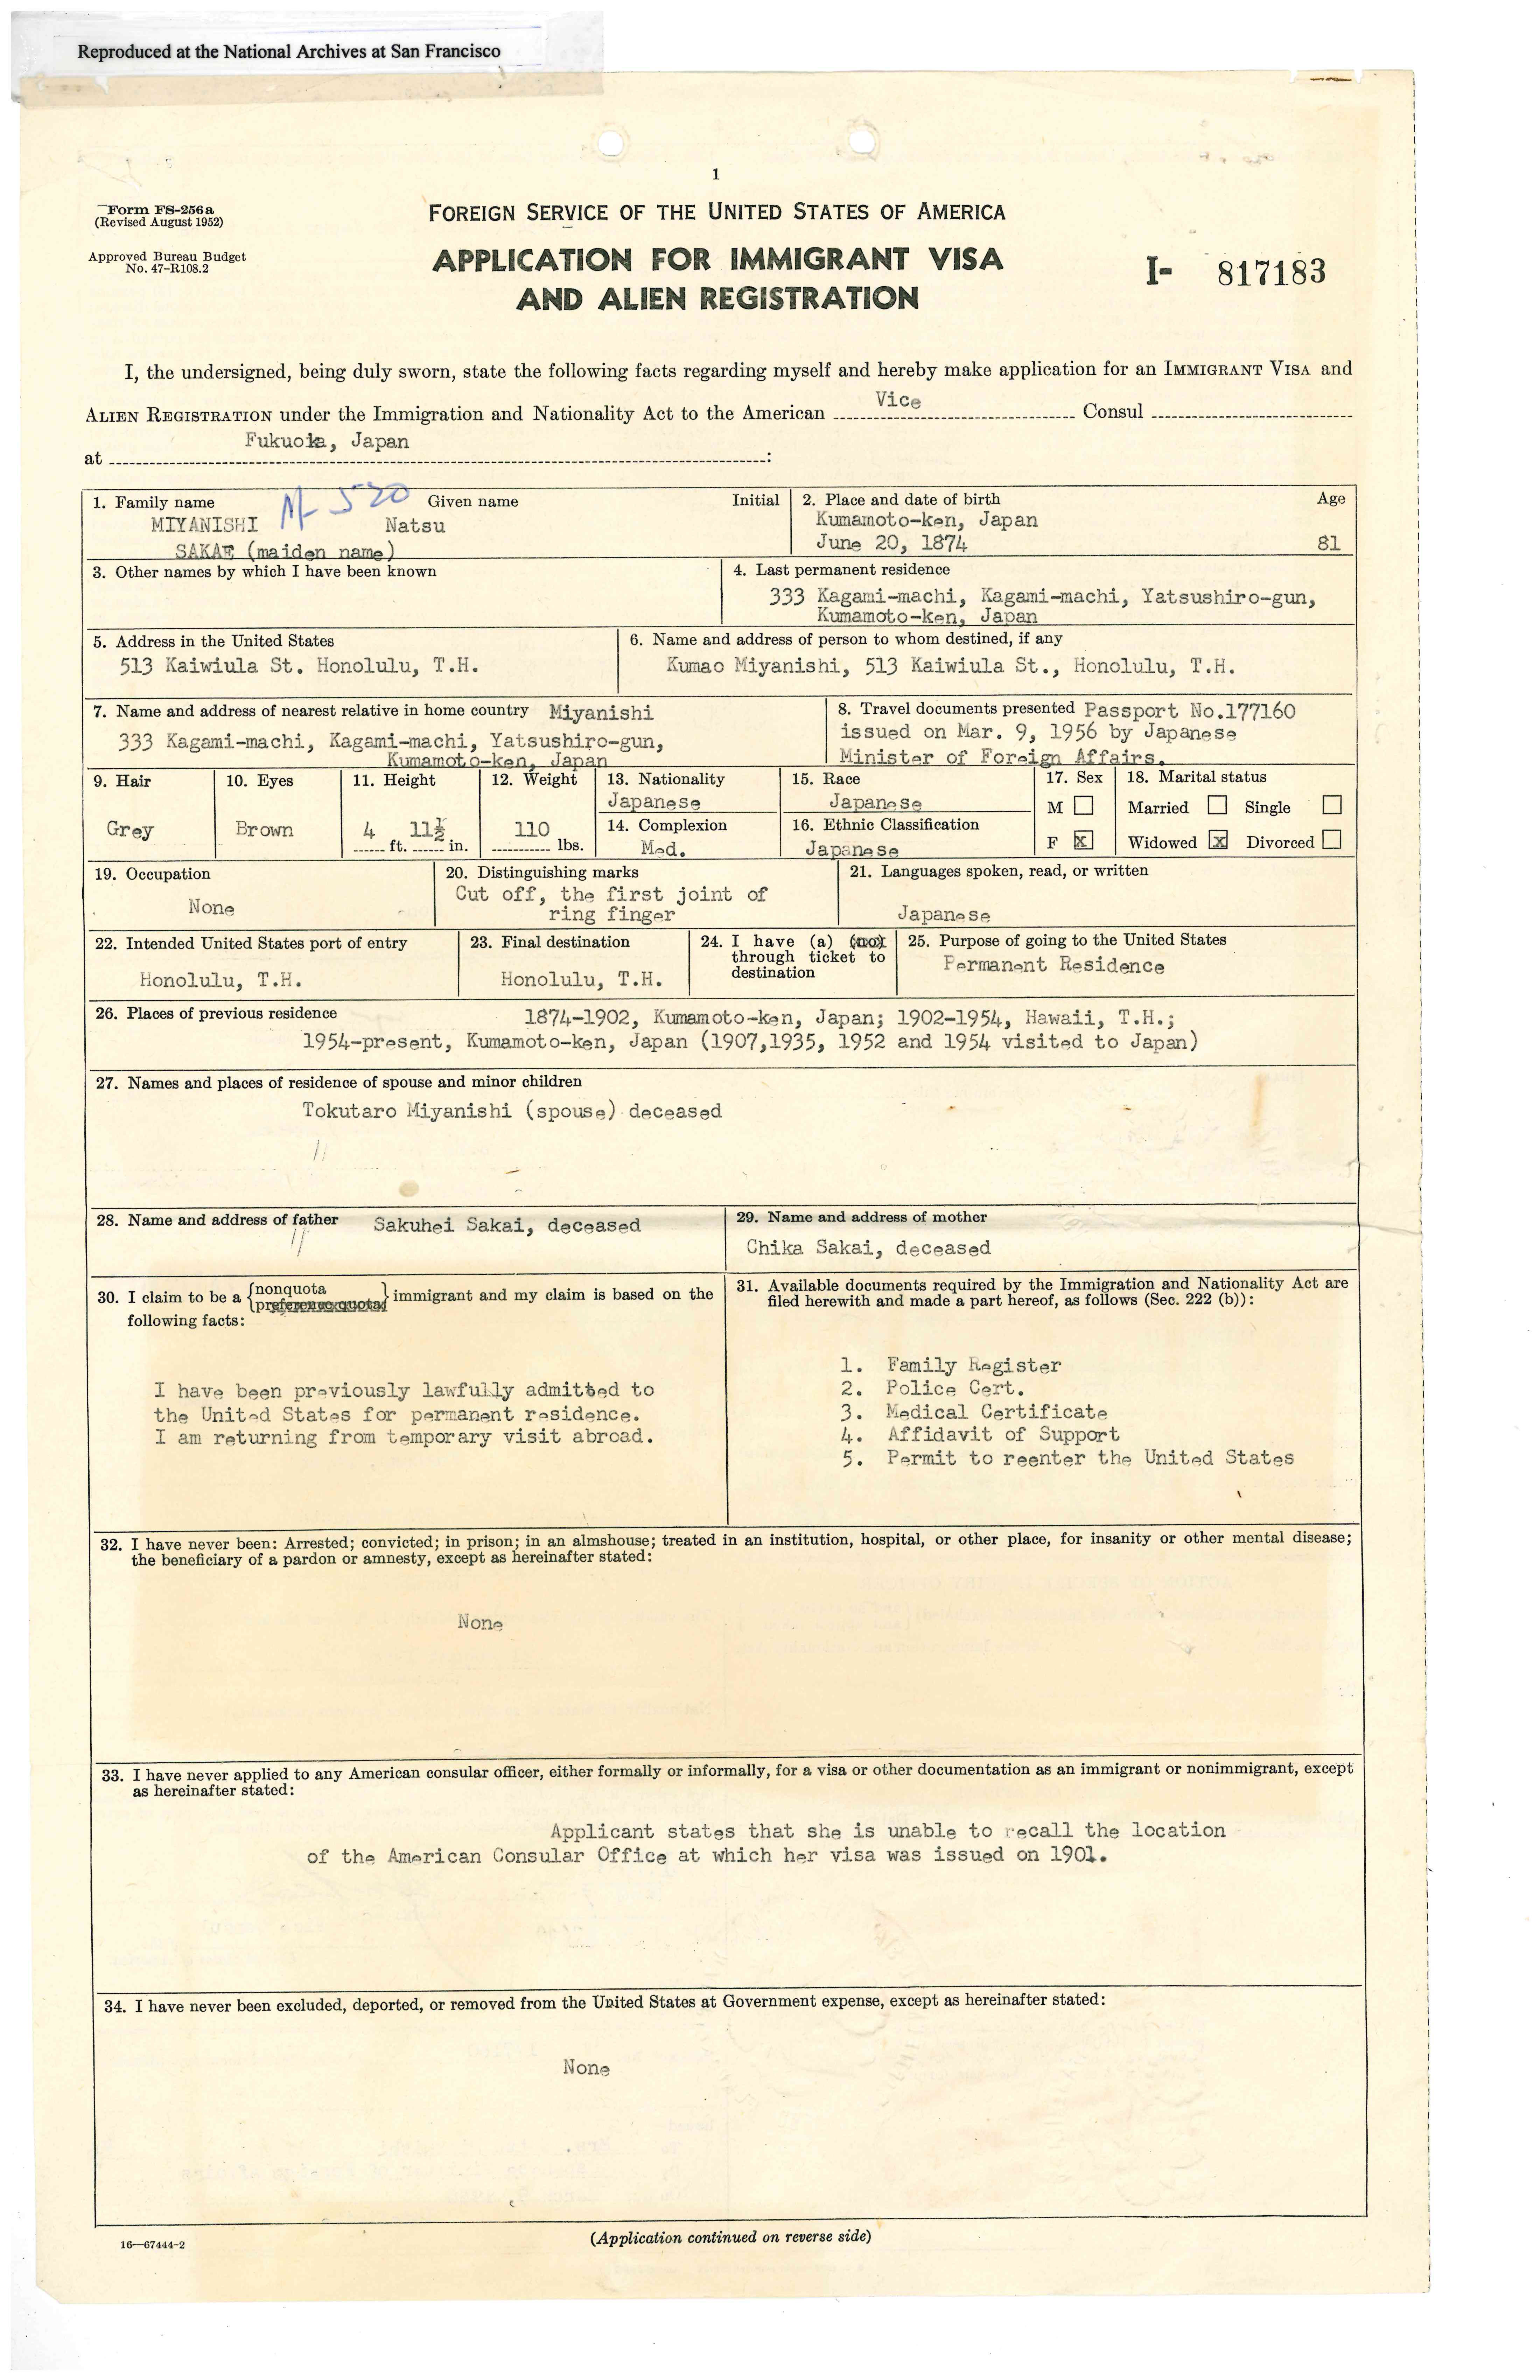 Reproduced at the National Archives at San Francisco
1
Form FS-256a
(Revised August 1952)
Approved Bureau Budget
No. 47-R108.2
FOREIGN SERVICE OF THE UNITED STATES OF AMERICA
APPLICATION FOR IMMIGRANT VISA
AND ALIEN REGISTRATION
I- 817183
I, the undersigned, being duly sworn, state the following facts regarding myself and hereby make application for an IMMIGRANT VISA and
ALIEN REGISTRATION under the Immigration and Nationality Act to the American Vice Consul
at Fukuoka, Japan :
1. Family name M-520 Given name Initial
MIYANISHI Natsu
SAKAE (maiden name)
2. Place and date of birth Age
Kumamoto-ken, Japan
June 20, 1874 81
3. Other names by which I have been known
4. Last permanent residence
333 Kagami-machi, Kagami-machi, Yatsushiro-gun,
Kumamoto-ken, Japan
5. Address in the United States
513 Kaiwiula St. Honolulu, T.H.
6. Name and address of person to whom destined, if any
Kumao Miyanishi, 513 Kaiwiula St., Honolulu, T.H.
7. Name and address of nearest relative in home country Miyanishi
333 Kagami-machi, Kagami-machi, Yatsushiro-gun,
Kumamoto-ken, Japan
8. Travel documents presented Passport No.177160
issued on Mar. 9, 1956 by Japanese
Minister of Foreign Affairs.
9. Hair
Grey
10. Eyes
Brown
11. Height
4 ft. 11½ in.
12. Weight
110 lbs.
13. Nationality
Japanese
14. Complexion
Med.
15. Race
Japanese
16. Ethnic Classification
Japanese
17. Sex
M
F x
18. Marital status
Married Single
Widowed x Divorced
19. Occupation
None
20. Distinguishing marks
Cut off, the first joint of
ring finger
21. Languages spoken, read, or written
Japanese
22. Intended United States port of entry
Honolulu, T.H.
23. Final destination
Honolulu, T.H.
24. I have (a) (no)
through ticket to
destination
25. Purpose of going to the United States
Permanent Residence
26. Places of previous residence 1874-1902, Kumamoto-ken, Japan; 1902-1954, Hawaii, T.H.;
1954-present, Kumamoto-ken, Japan (1907,1935, 1952 and 1954 visited to Japan)
27. Names and places of residence of spouse and minor children
Tokutaro Miyanishi (spouse) deceased
28. Name and address of father Sakuhei Sakai, deceased
29. Name and address of mother
Chika Sakai, deceased
30. I claim to be a {nonquota preference quota} immigrant and my claim is based on the
following facts:
I have been previously lawfully admitted to
the United States for permanent residence.
I am returning from temporary visit abroad.
31. Available documents required by the Immigration and Nationality Act are
filed herewith and made a part hereof, as follows (Sec. 222 (b)):
1. Family Register
2. Police Cert.
3. Medical Certificate
4. Affidavit of Support
5. Permit to reenter the United States
32. I have never been: Arrested; convicted; in prison; in an almshouse; treated in an institution, hospital, or other place, for insanity or other mental disease;
the beneficiary of a pardon or amnesty, except as hereinafter stated:
None
33. I have never applied to any American consular officer, either formally or informally, for a visa or other documentation as an immigrant or nonimmigrant, except
as hereinafter stated:
Applicant states that she is unable to recall the location
of the American Consular Office at which her visa was issued on 1901.
34. I have never been excluded, deported, or removed from the United States at Government expense, except as hereinafter stated:
None
16—67444-2
(Application continued on reverse side)